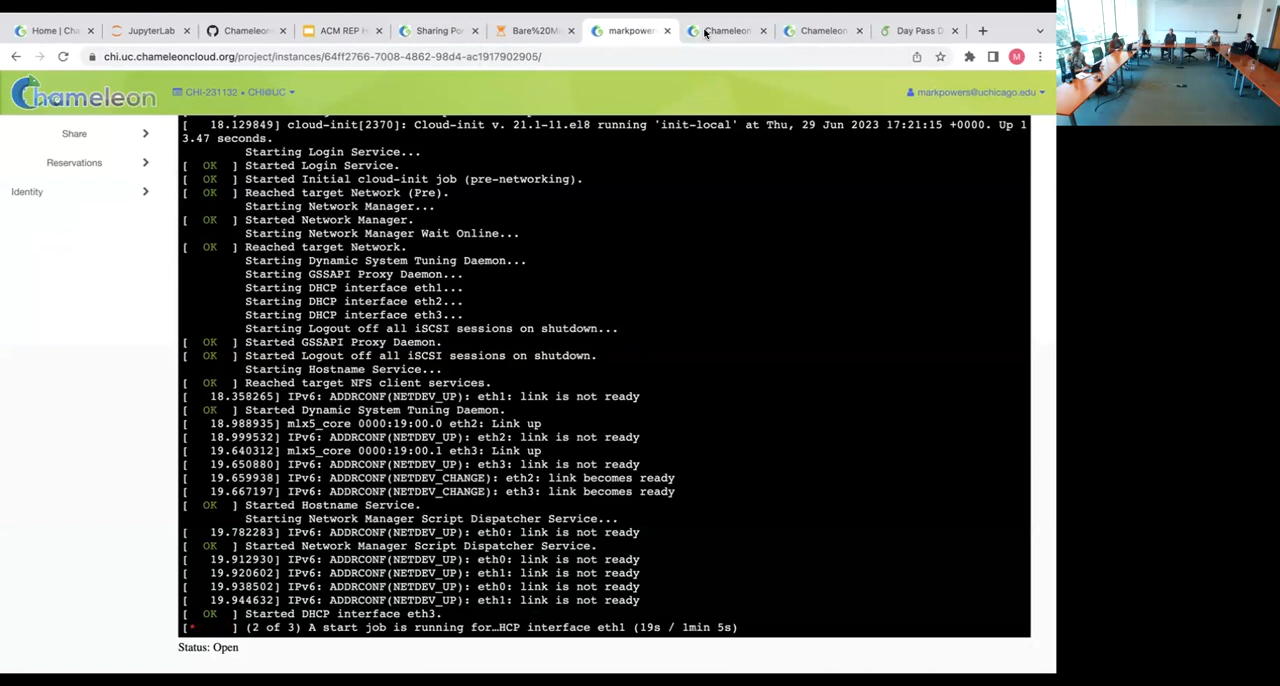 Home | Cha
JupyterLab
Chameleon
ACM REP H
Sharing Por
Bare%20M
markpower
Chameleon
Chameleon
Day Pass D
chi.uc.chameleoncloud.org/project/instances/64ff2766-7008-4862-98d4-ac1917902905/
M
Chameleon
CHI-231132 • CHI@UC
markpowers@uchicago.edu
Share
Reservations
Identity
[ 18.129849] cloud-init[2370]: Cloud-init v. 21.1-11.el8 running 'init-local' at Thu, 29 Jun 2023 17:21:15 +0000. Up 1
3.47 seconds.
Starting Login Service...
[ OK ] Started Login Service.
[ OK ] Started Initial cloud-init job (pre-networking).
[ OK ] Reached target Network (Pre).
Starting Network Manager...
[ OK ] Started Network Manager.
Starting Network Manager Wait Online...
[ OK ] Reached target Network.
Starting Dynamic System Tuning Daemon...
Starting GSSAPI Proxy Daemon...
Starting DHCP interface eth1...
Starting DHCP interface eth2...
Starting DHCP interface eth3...
Starting Logout off all iSCSI sessions on shutdown...
[ OK ] Started GSSAPI Proxy Daemon.
[ OK ] Started Logout off all iSCSI sessions on shutdown.
Starting Hostname Service...
[ OK ] Reached target NFS client services.
[ 18.358265] IPv6: ADDRCONF(NETDEV_UP): eth1: link is not ready
[ OK ] Started Dynamic System Tuning Daemon.
[ 18.988935] mlx5_core 0000:19:00.0 eth2: Link up
[ 18.999532] IPv6: ADDRCONF(NETDEV_UP): eth2: link is not ready
[ 19.640312] mlx5_core 0000:19:00.1 eth3: Link up
[ 19.650880] IPv6: ADDRCONF(NETDEV_UP): eth3: link is not ready
[ 19.659938] IPv6: ADDRCONF(NETDEV_CHANGE): eth2: link becomes ready
[ 19.667197] IPv6: ADDRCONF(NETDEV_CHANGE): eth3: link becomes ready
[ OK ] Started Hostname Service.
Starting Network Manager Script Dispatcher Service...
[ 19.782283] IPv6: ADDRCONF(NETDEV_UP): eth0: link is not ready
[ OK ] Started Network Manager Script Dispatcher Service.
[ 19.912930] IPv6: ADDRCONF(NETDEV_UP): eth0: link is not ready
[ 19.920602] IPv6: ADDRCONF(NETDEV_UP): eth1: link is not ready
[ 19.938502] IPv6: ADDRCONF(NETDEV_UP): eth0: link is not ready
[ 19.944632] IPv6: ADDRCONF(NETDEV_UP): eth1: link is not ready
[ OK ] Started DHCP interface eth3.
[* ] (2 of 3) A start job is running for…HCP interface eth1 (19s / 1min 5s)
Status: Open